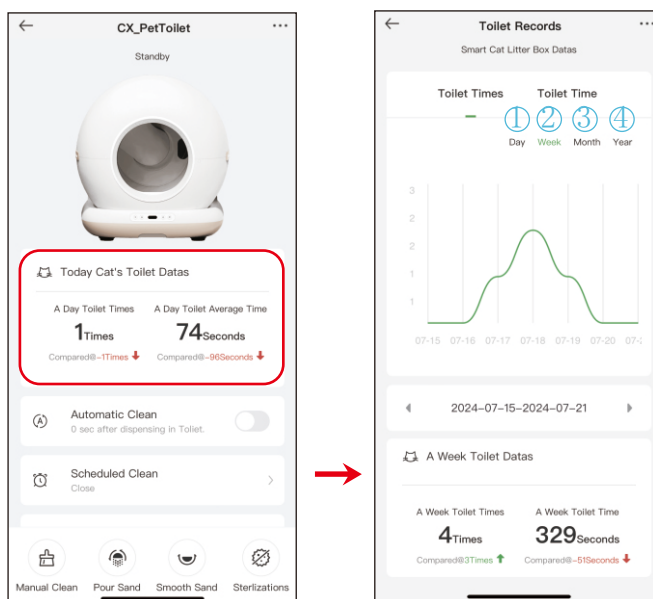 CX_PetToilet
Standby
Today Cat's Toilet Datas
A Day Toilet Times A Day Toilet Average Time
1Times 74Seconds
Compared@-1Times Compared@-96Seconds
A
Automatic Clean
0 sec after dispensing in Toliet.
Scheduled Clean
Close
Manual Clean Pour Sand Smooth Sand Sterlizations
Toilet Records
Smart Cat Litter Box Datas
Toilet Times Toilet Time
① ② ③ ④
Day Week Month Year
3
2
2
1
1
07-15 07-16 07-17 07-18 07-19 07-20 07-2
2024-07-15-2024-07-21
A Week Toilet Datas
A Week Toilet Times A Week Toilet Time
4Times 329Seconds
Compared@3Times Compared@-51Seconds